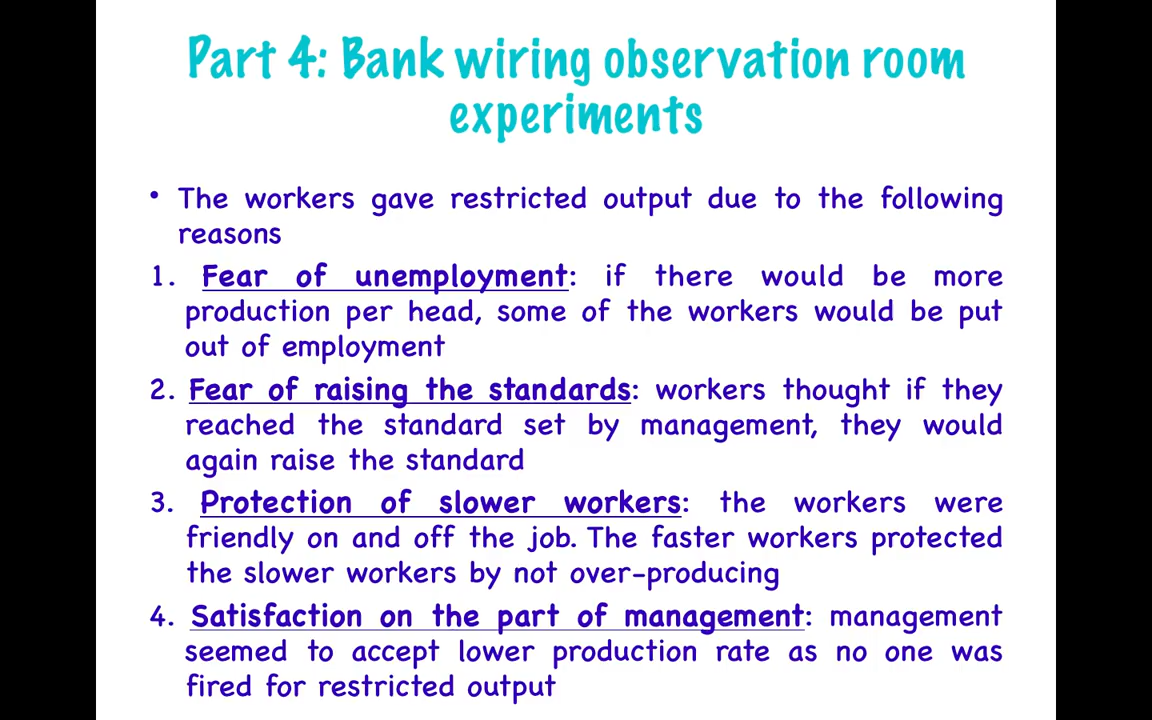 Part 4: Bank wiring observation room
experiments
• The workers gave restricted output due to the following
reasons
1. Fear of unemployment: if there would be more
production per head, some of the workers would be put
out of employment
2. Fear of raising the standards: workers thought if they
reached the standard set by management, they would
again raise the standard
3. Protection of slower workers: the workers were
friendly on and off the job. The faster workers protected
the slower workers by not over-producing
4. Satisfaction on the part of management: management
seemed to accept lower production rate as no one was
fired for restricted output